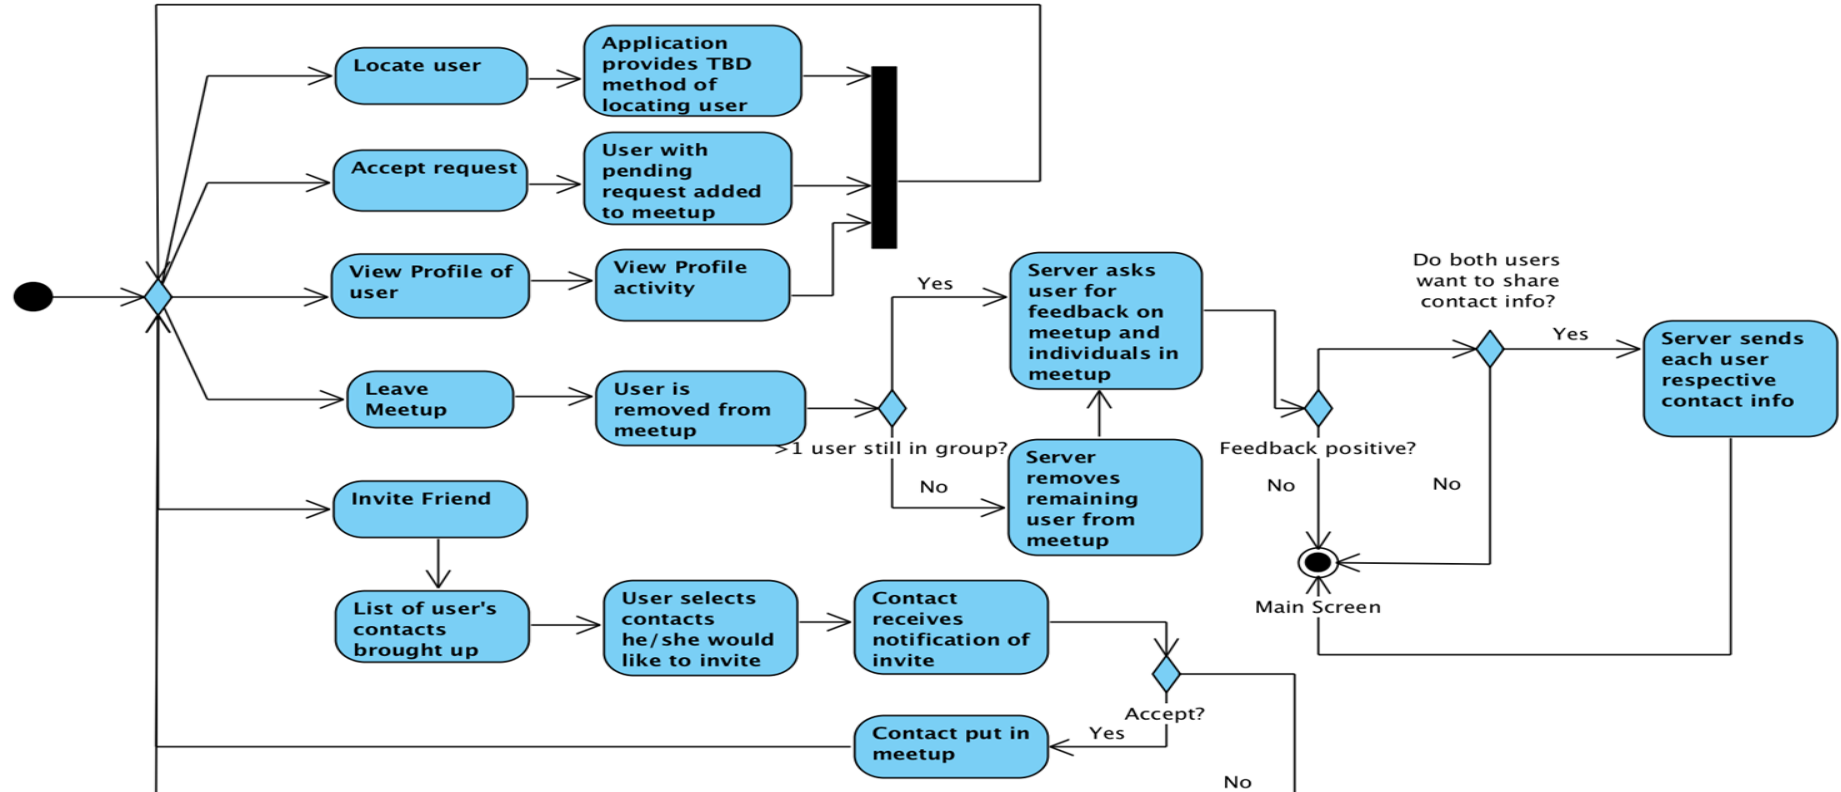 Locate user
Application
provides TBD
method of
locating user
Accept request
User with
pending
request added
to meetup
View Profile of
user
View Profile
activity
Leave
Meetup
User is
removed from
meetup
>1 user still in group?
Yes
No
Server asks
user for
feedback on
meetup and
individuals in
meetup
Server
removes
remaining
user from
meetup
Feedback positive?
No
Do both users
want to share
contact info?
Yes
No
Server sends
each user
respective
contact info
Main Screen
Invite Friend
List of user's
contacts
brought up
User selects
contacts
he/she would
like to invite
Contact
receives
notification of
invite
Accept?
Yes
Contact put in
meetup
No